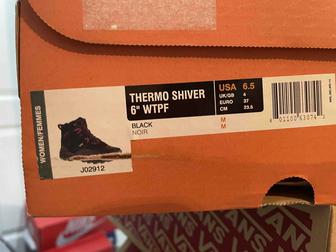 WOMEN/FEMMES
THERMO SHIVER
6" WTPF
BLACK
NOIR
J02912
USA 6.5
UK/GB 4
EURO 37
CM 23.5
M
M
VANS